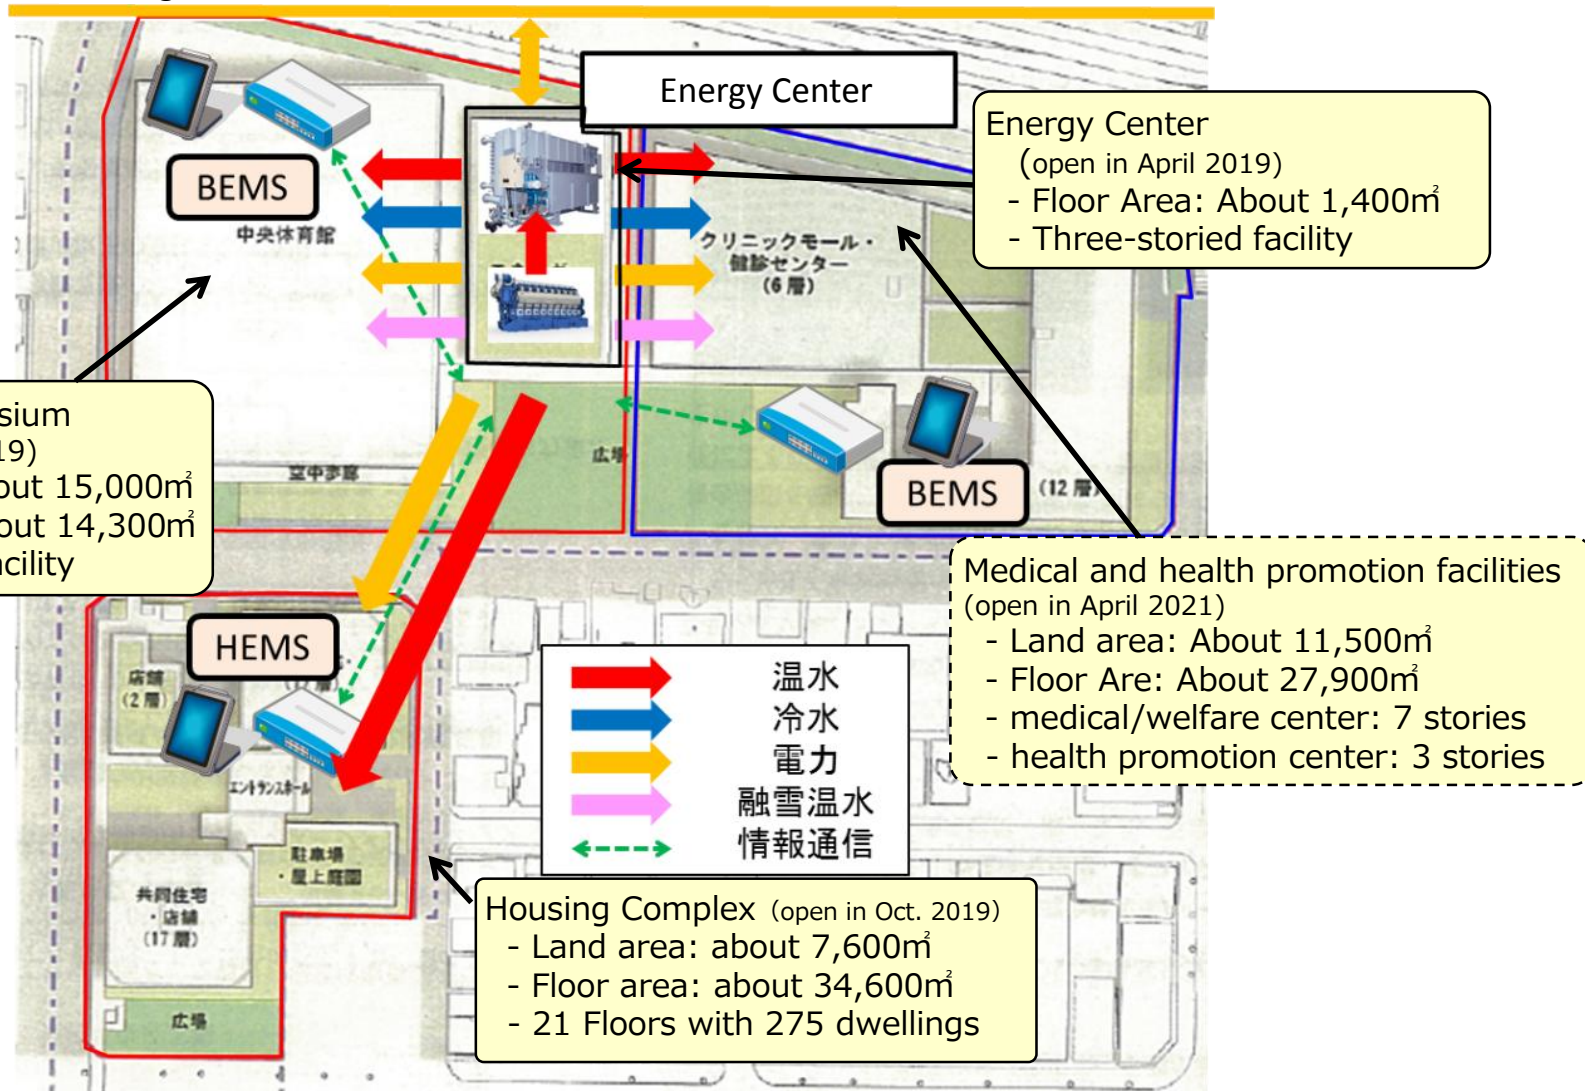 Energy Center
Energy Center
(open in April 2019)
- Floor Area: About 1,400㎡
- Three-storied facility
BEMS
中央体育館
クリニックモール・
健診センター
(6層)
sium
19)
out 15,000㎡
out 14,300㎡
acility
空中歩廊
広場
BEMS
(12層)
Medical and health promotion facilities
(open in April 2021)
- Land area: About 11,500㎡
- Floor Are: About 27,900㎡
- medical/welfare center: 7 stories
- health promotion center: 3 stories
HEMS
店舗
(2層)
エントランスホール
駐車場
・屋上庭園
共同住宅
・店舗
(17層)
広場
温水
冷水
電力
融雪温水
情報通信
Housing Complex (open in Oct. 2019)
- Land area: about 7,600㎡
- Floor area: about 34,600㎡
- 21 Floors with 275 dwellings